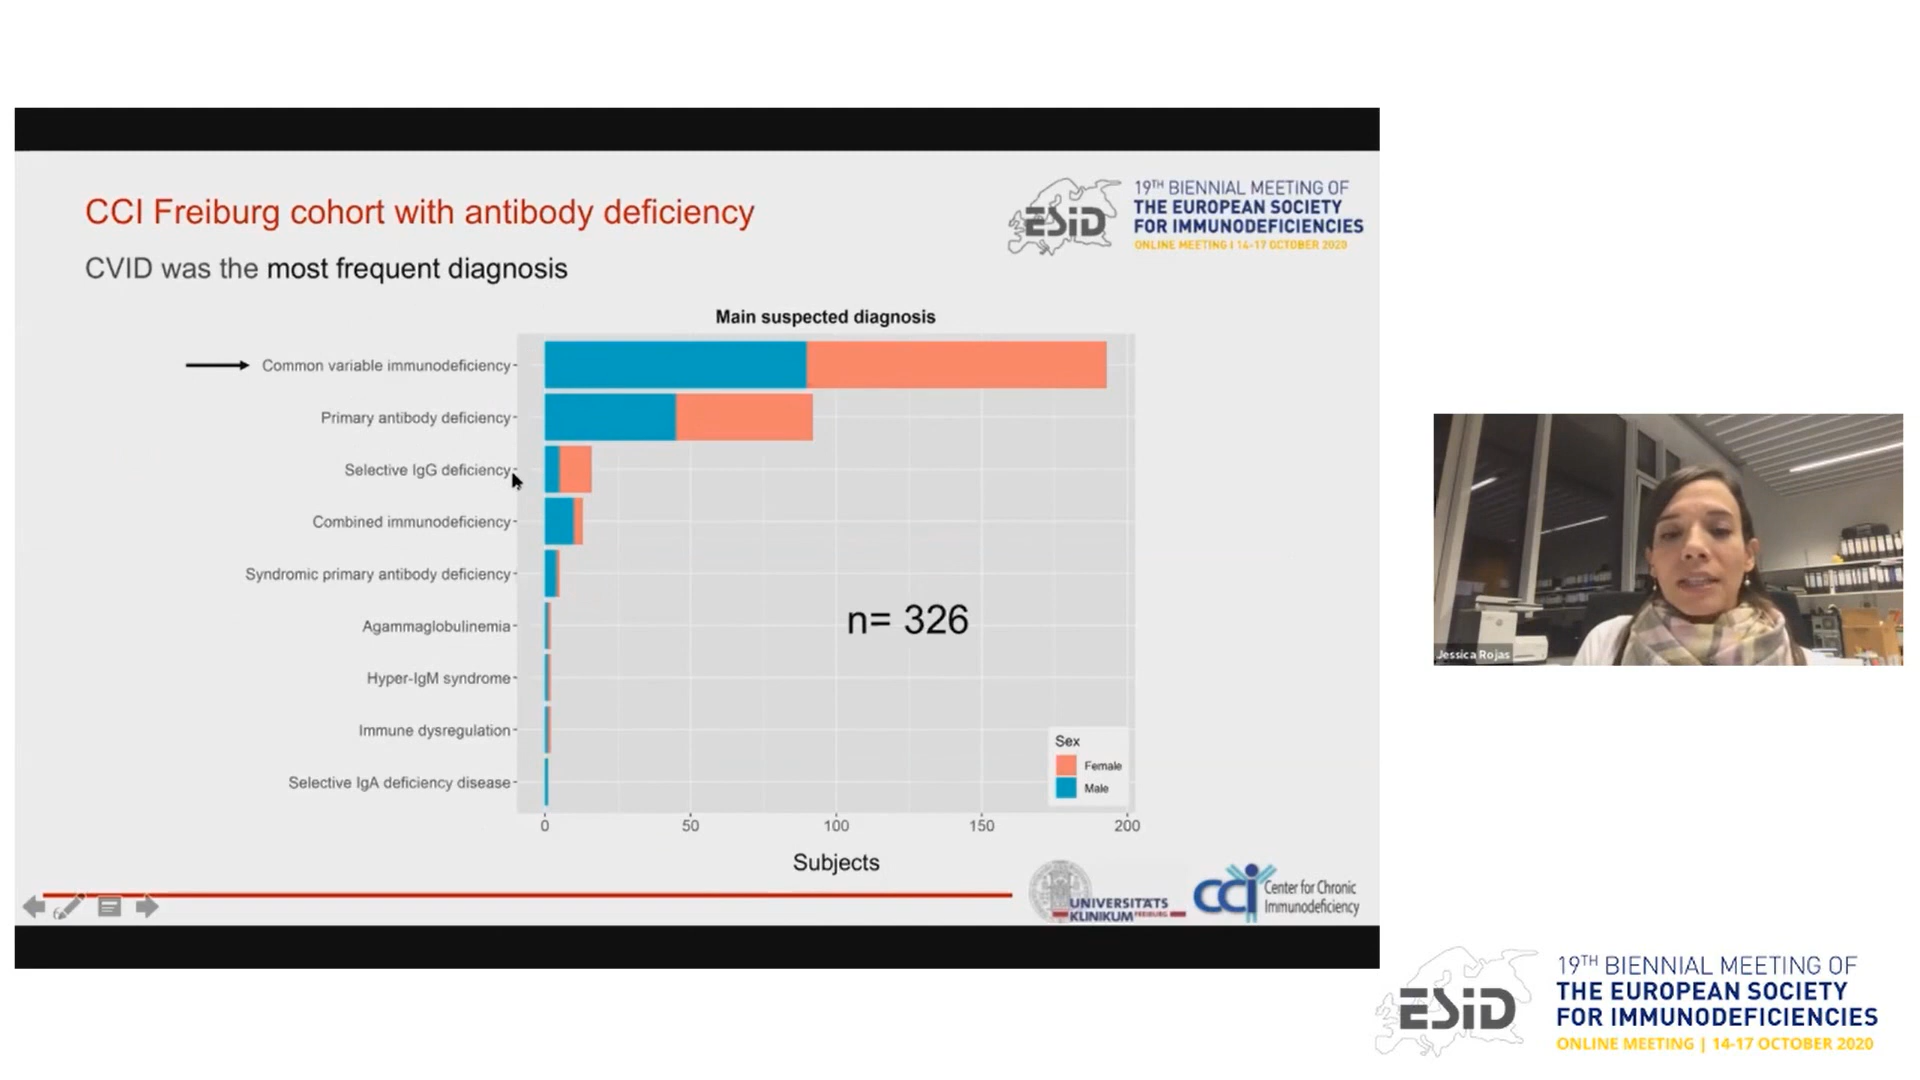 CCI Freiburg cohort with antibody deficiency
CVID was the most frequent diagnosis
ESiD
19TH BIENNIAL MEETING OF
THE EUROPEAN SOCIETY
FOR IMMUNODEFICIENCIES
ONLINE MEETING | 14-17 OCTOBER 2020
Main suspected diagnosis
Common variable immunodeficiency
Primary antibody deficiency
Selective IgG deficiency
Combined immunodeficiency
Syndromic primary antibody deficiency
Agammaglobulinemia
Hyper-IgM syndrome
Immune dysregulation
Selective IgA deficiency disease
n= 326
Sex
Female
Male
0 50 100 150 200
Subjects
UNIVERSITÄTS
KLINIKUM FREIBURG
CCI
Center for Chronic
Immunodeficiency
Jessica Rojas
ESiD
19TH BIENNIAL MEETING OF
THE EUROPEAN SOCIETY
FOR IMMUNODEFICIENCIES
ONLINE MEETING | 14-17 OCTOBER 2020